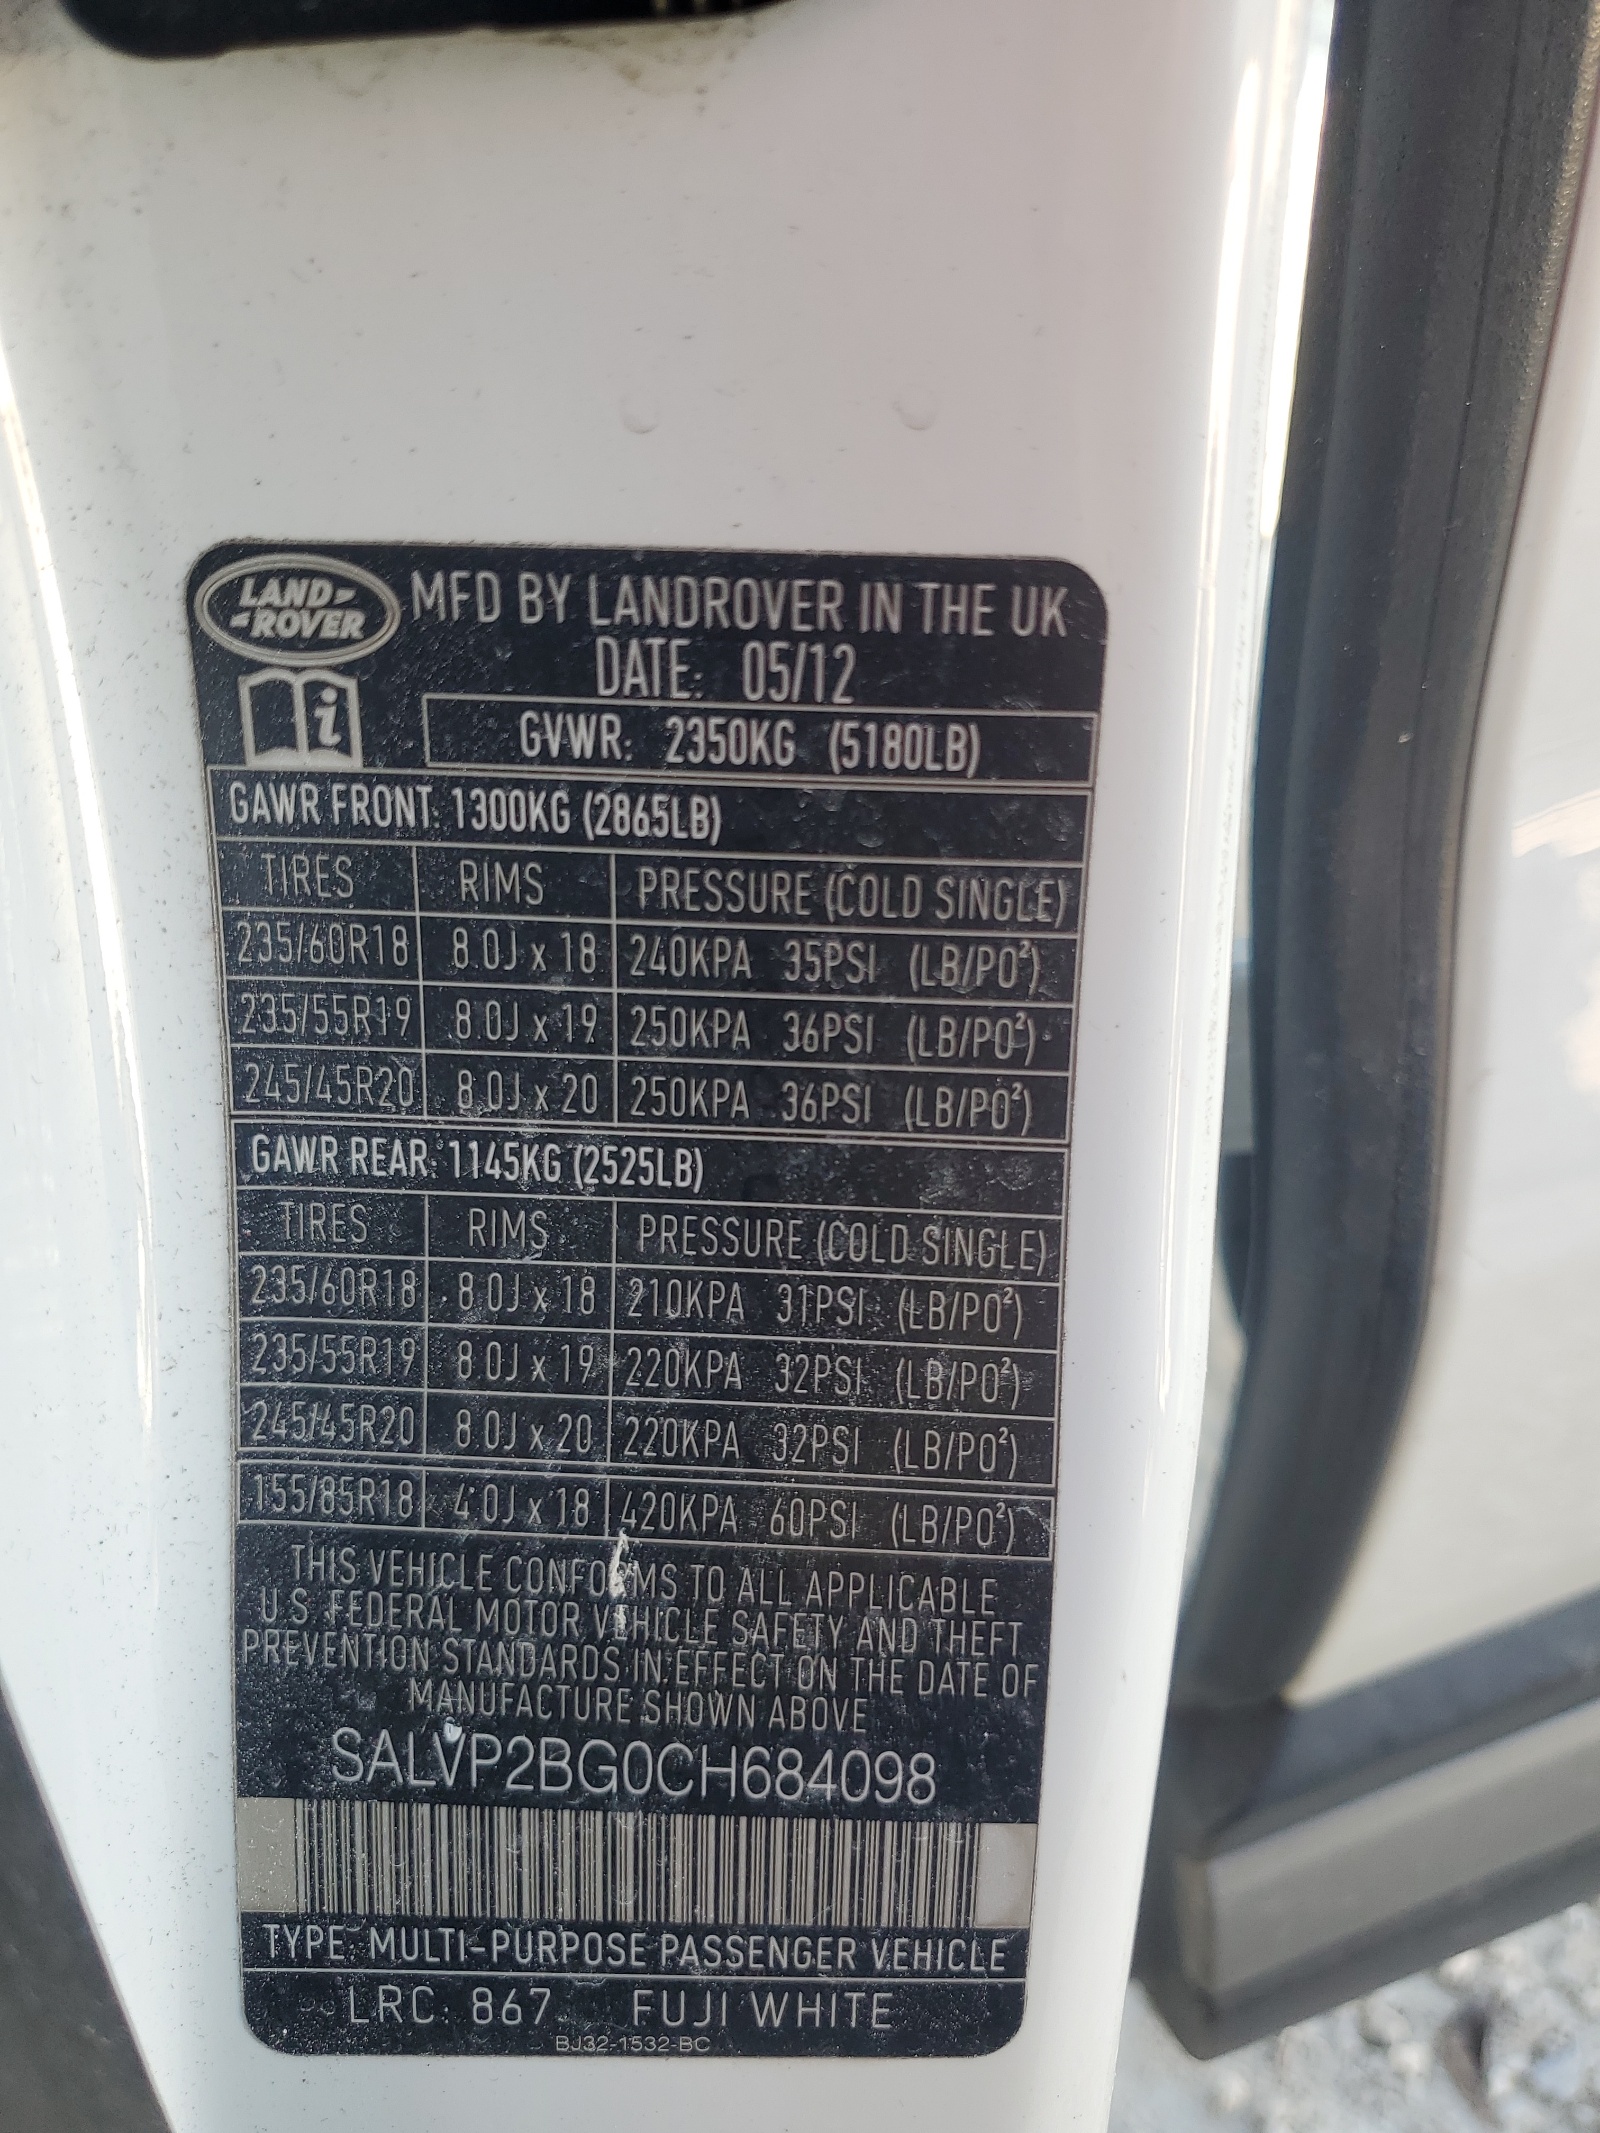 LAND-
-ROVER
MFD BY LANDROVER IN THE UK
DATE: 05/12
i
GVWR: 2350KG (5180LB)
GAWR FRONT: 1300KG (2865LB)
TIRES RIMS PRESSURE (COLD SINGLE)
235/60R18 8.0J x 18 240KPA 35PSI (LB/PO²)
235/55R19 8.0J x 19 250KPA 36PSI (LB/PO²)
245/45R20 8.0J x 20 250KPA 36PSI (LB/PO²)
GAWR REAR: 1145KG (2525LB)
TIRES RIMS PRESSURE (COLD SINGLE)
235/60R18 8.0J x 18 210KPA 31PSI (LB/PO²)
235/55R19 8.0J x 19 220KPA 32PSI (LB/PO²)
245/45R20 8.0J x 20 220KPA 32PSI (LB/PO²)
155/85R18 4.0J x 18 420KPA 60PSI (LB/PO²)
THIS VEHICLE CONFORMS TO ALL APPLICABLE
U.S. FEDERAL MOTOR VEHICLE SAFETY AND THEFT
PREVENTION STANDARDS IN EFFECT ON THE DATE OF
MANUFACTURE SHOWN ABOVE
SALVP2BG0CH684098
TYPE: MULTI-PURPOSE PASSENGER VEHICLE
LRC: 867 FUJI WHITE
BJ32-1532-BC